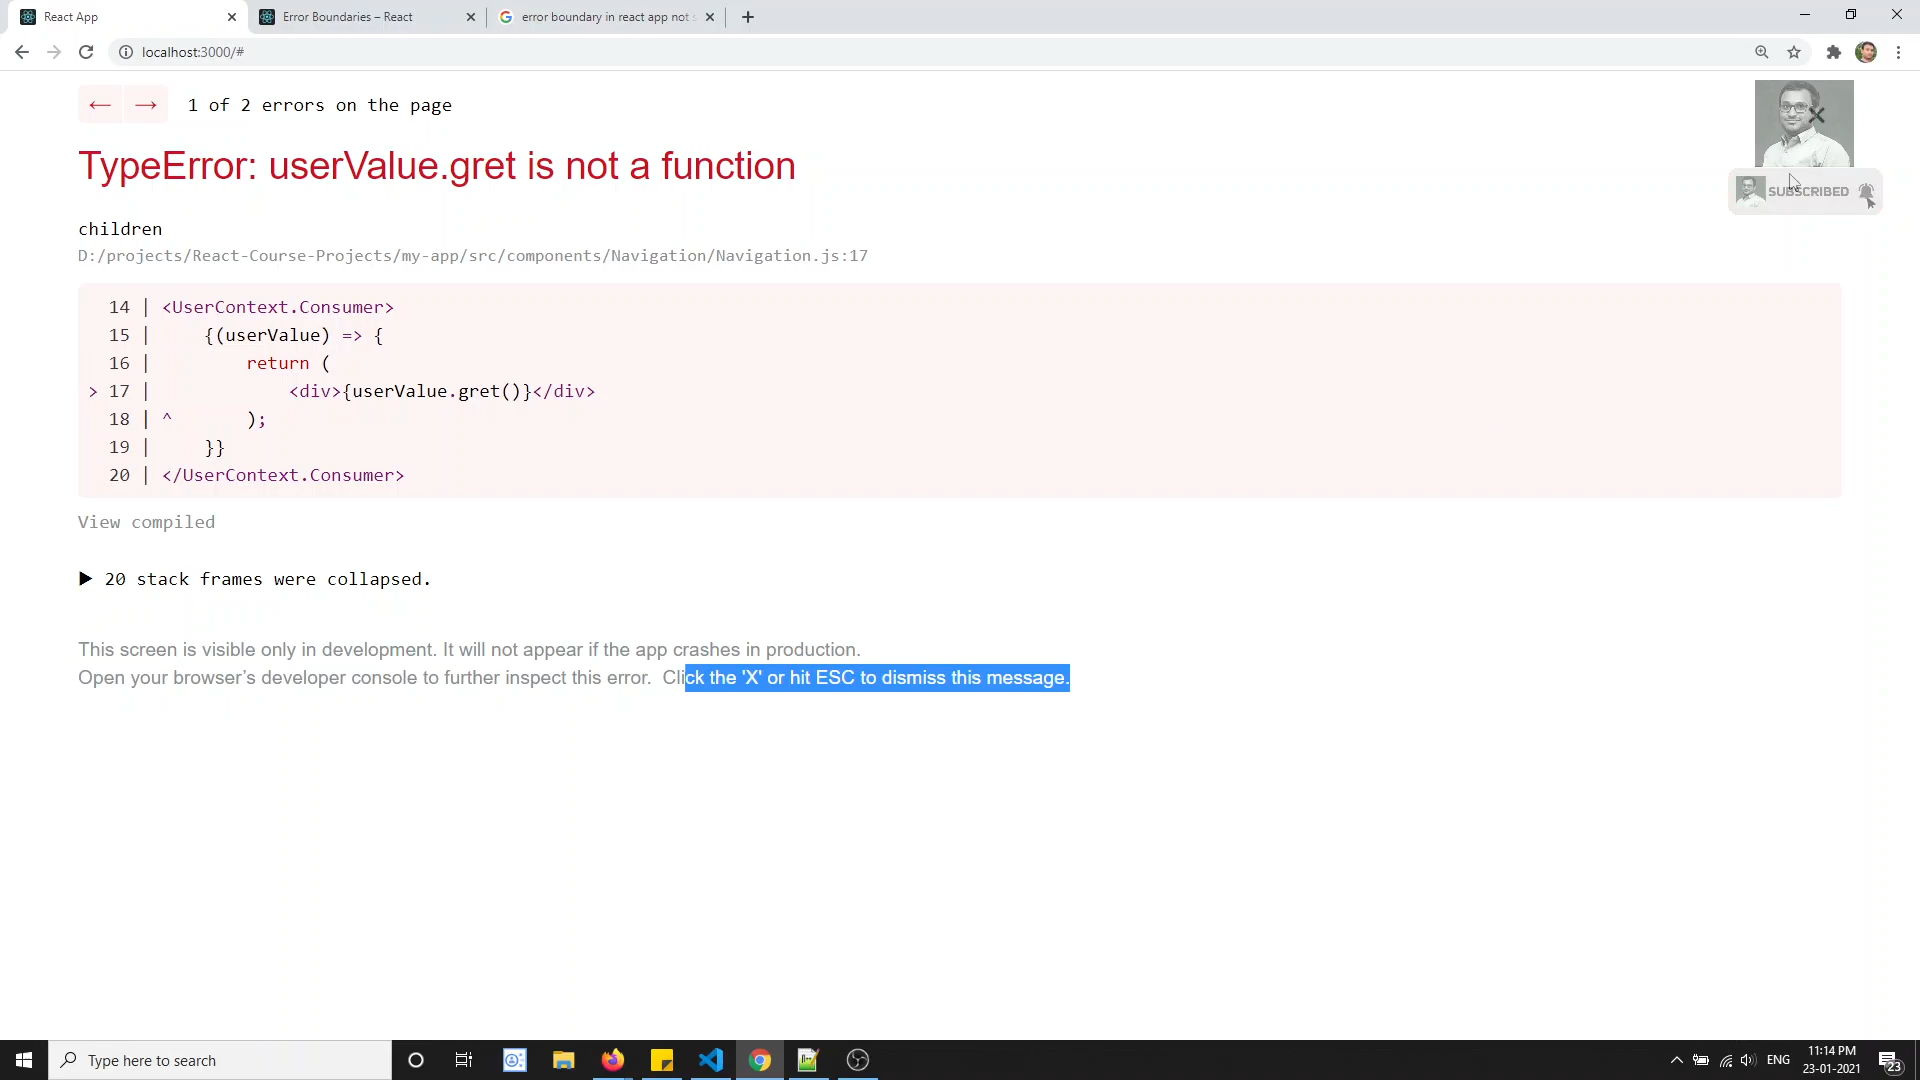 React App
Error Boundaries – React
error boundary in react app not s
localhost:3000/#
← → 1 of 2 errors on the page
TypeError: userValue.gret is not a function
SUBSCRIBED
children
D:/projects/React-Course-Projects/my-app/src/components/Navigation/Navigation.js:17
14 | <UserContext.Consumer>
15 | {(userValue) => {
16 | return (
> 17 | <div>{userValue.gret()}</div>
18 | ^ );
19 | }}
20 | </UserContext.Consumer>
View compiled
▶ 20 stack frames were collapsed.
This screen is visible only in development. It will not appear if the app crashes in production.
Open your browser’s developer console to further inspect this error.  Click the 'X' or hit ESC to dismiss this message.
Type here to search
ENG
11:14 PM
23-01-2021
23